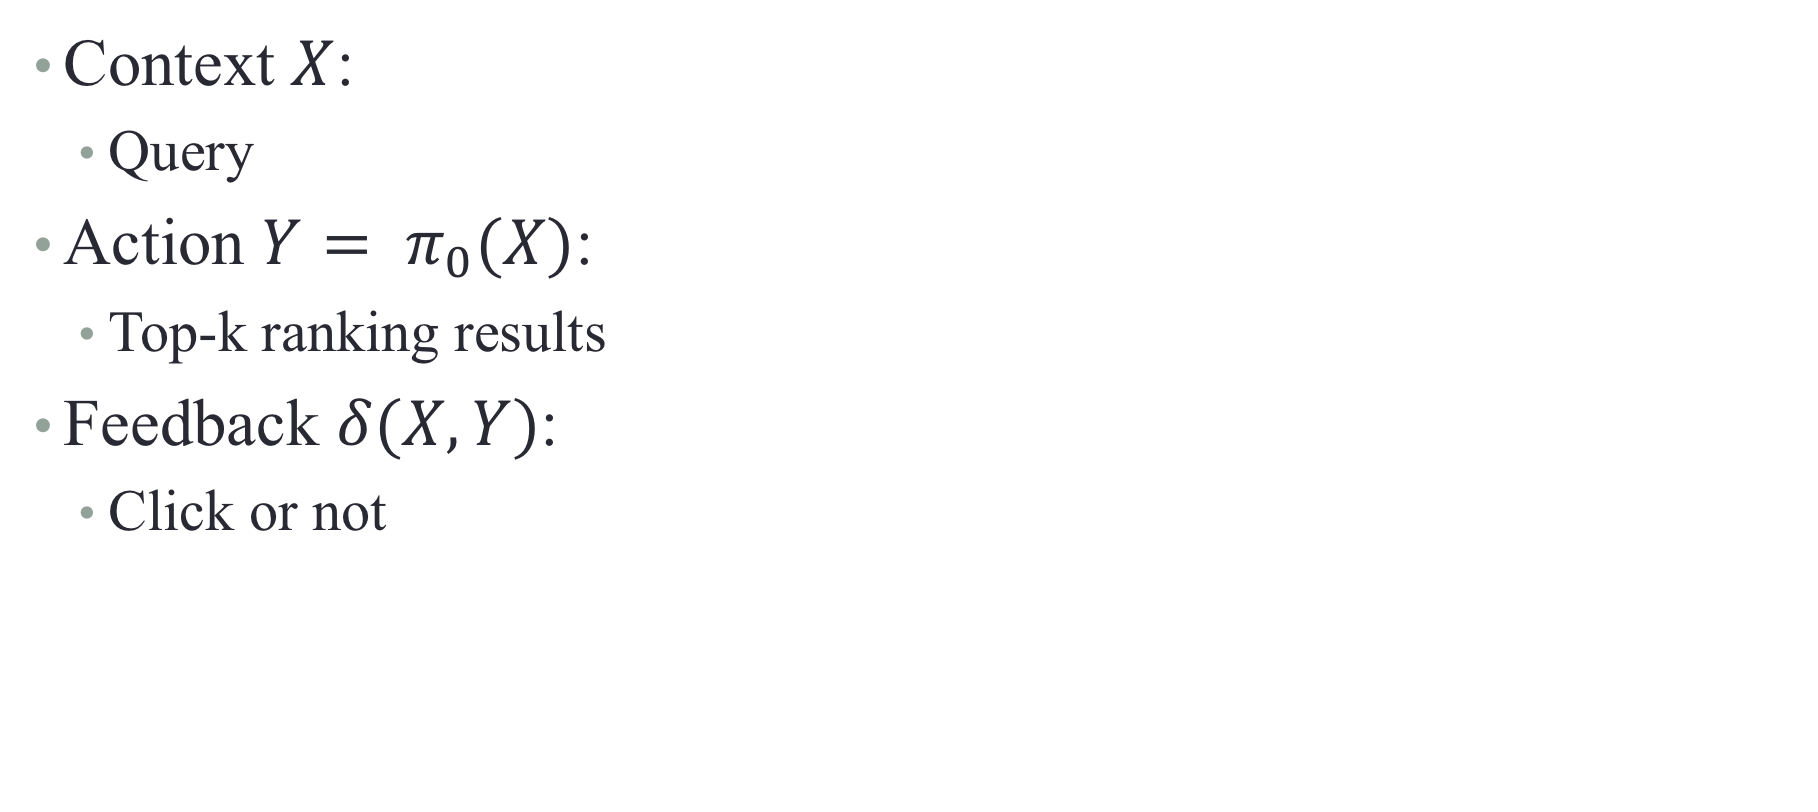 • Context 𝑋:
• Query
• Action 𝑌 = 𝜋₀(𝑋):
• Top-k ranking results
• Feedback 𝛿(𝑋, 𝑌):
• Click or not